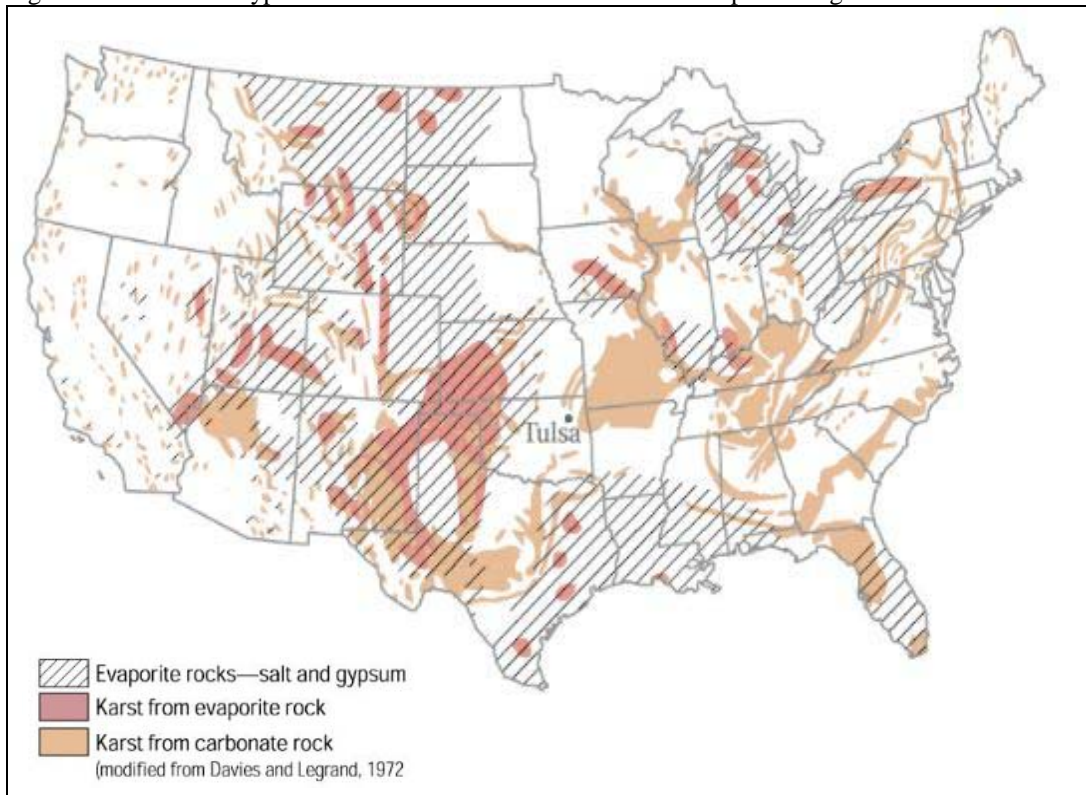 Tulsa
Evaporite rocks—salt and gypsum
Karst from evaporite rock
Karst from carbonate rock
(modified from Davies and Legrand, 1972